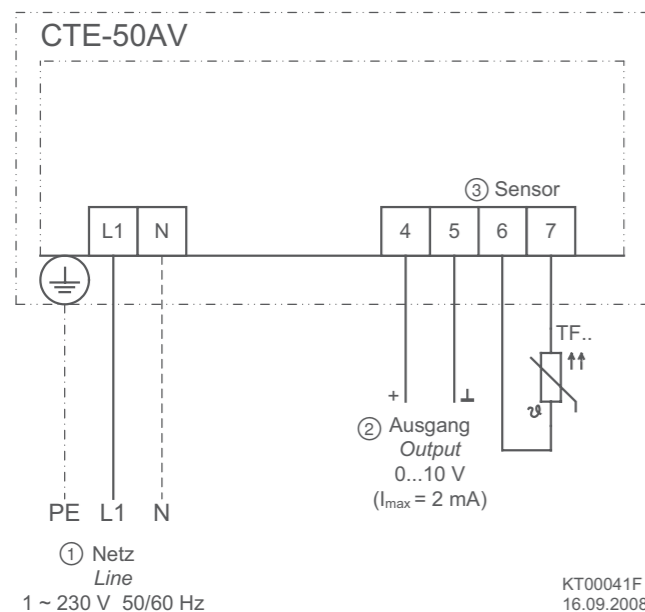 CTE-50AV
③ Sensor
L1 N 4 5 6 7
TF..
+ ⊥
ϑ
② Ausgang
Output
0...10 V
(Imax = 2 mA)
PE L1 N
① Netz
Line
1 ~ 230 V 50/60 Hz
KT00041F
16.09.2008